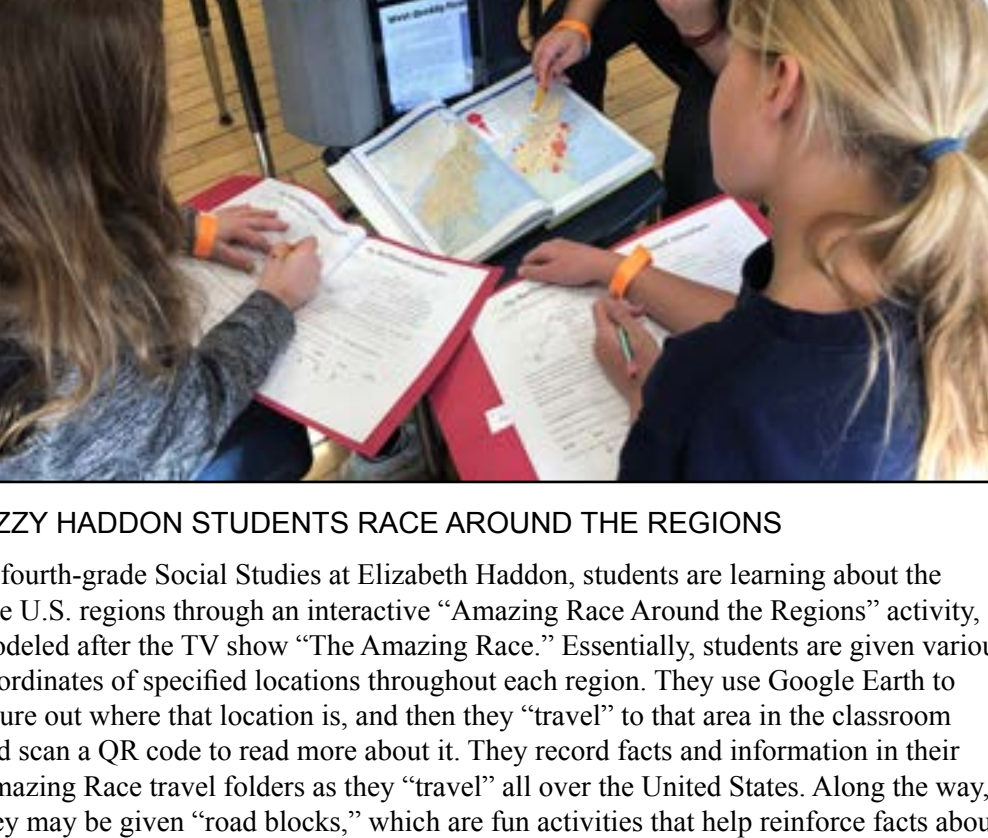 ZZY HADDON STUDENTS RACE AROUND THE REGIONS
fourth-grade Social Studies at Elizabeth Haddon, students are learning about the
e U.S. regions through an interactive “Amazing Race Around the Regions” activity,
odeled after the TV show “The Amazing Race.” Essentially, students are given variou
ordinates of specified locations throughout each region. They use Google Earth to
ure out where that location is, and then they “travel” to that area in the classroom
d scan a QR code to read more about it. They record facts and information in their
mazing Race travel folders as they “travel” all over the United States. Along the way,
ey may be given “road blocks,” which are fun activities that help reinforce facts abou